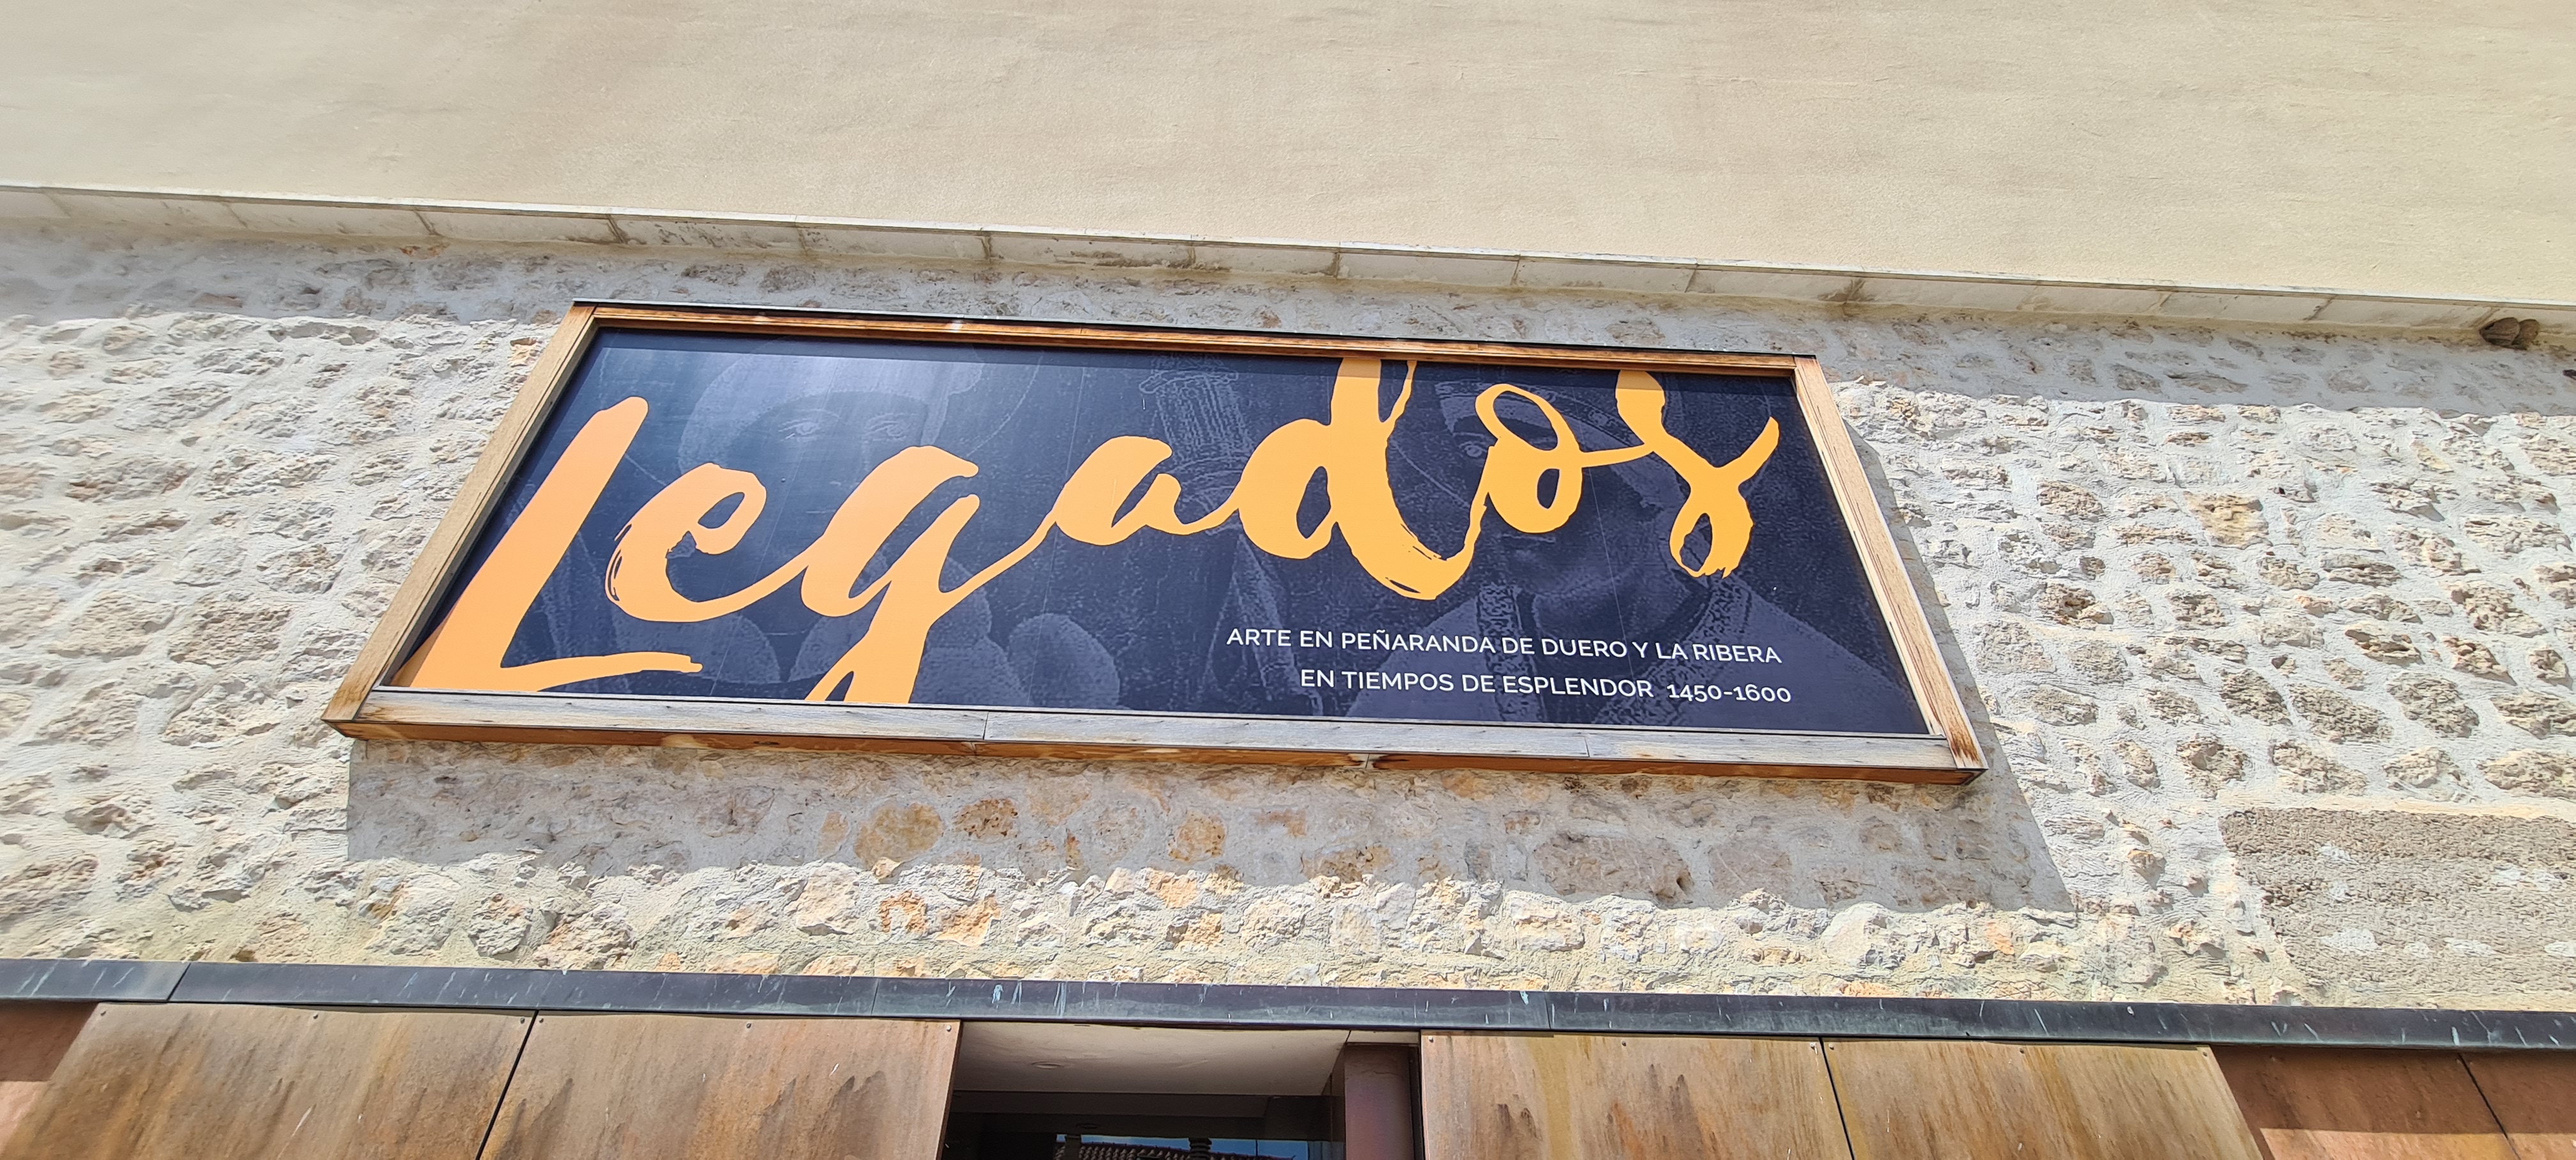 Legados
ARTE EN PEÑARANDA DE DUERO Y LA RIBERA
EN TIEMPOS DE ESPLENDOR 1450-1600